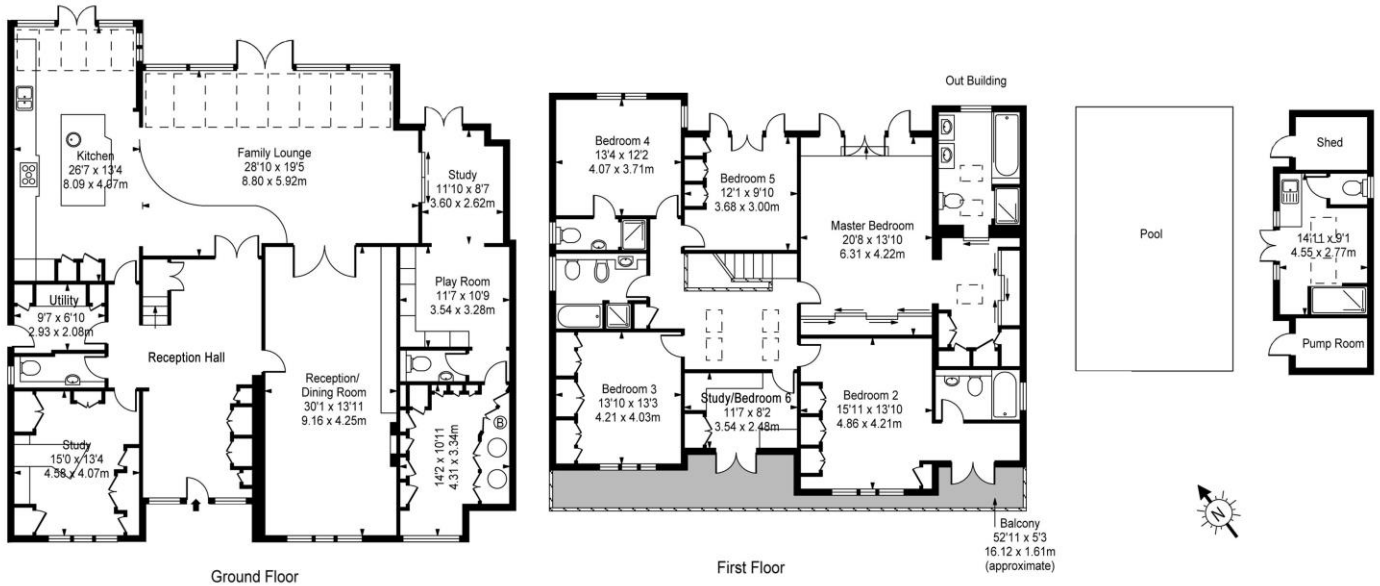 Kitchen
26'7 x 13'4
8.09 x 4.07m
Family Lounge
28'10 x 19'5
8.80 x 5.92m
Study
11'10 x 8'7
3.60 x 2.62m
Play Room
11'7 x 10'9
3.54 x 3.28m
Utility
9'7 x 6'10
2.93 x 2.08m
Reception Hall
Reception/
Dining Room
30'1 x 13'11
9.16 x 4.25m
Study
15'0 x 13'4
4.58 x 4.07m
14'2 x 10'11
4.31 x 3.34m
B
Ground Floor
Bedroom 4
13'4 x 12'2
4.07 x 3.71m
Bedroom 5
12'1 x 9'10
3.68 x 3.00m
Master Bedroom
20'8 x 13'10
6.31 x 4.22m
Bedroom 3
13'10 x 13'3
4.21 x 4.03m
Study/Bedroom 6
11'7 x 8'2
3.54 x 2.48m
Bedroom 2
15'11 x 13'10
4.86 x 4.21m
Balcony
52'11 x 5'3
16.12 x 1.61m
(approximate)
First Floor
Out Building
Pool
Shed
14'11 x 9'1
4.55 x 2.77m
Pump Room
N